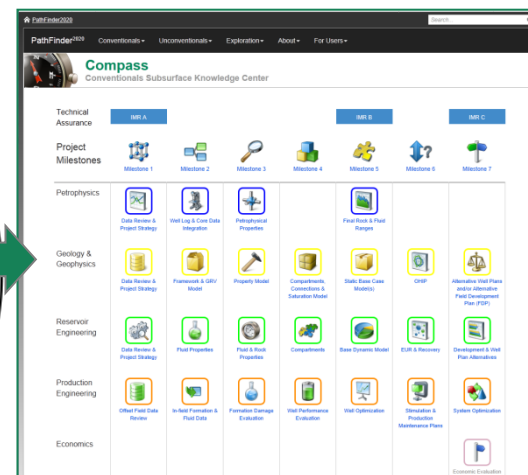 PathFinder2020
Search...
PathFinder2020 Conventionals Unconventionals Exploration About For Users
Compass
Conventionals Subsurface Knowledge Center
Technical
Assurance
IMR A
IMR B
IMR C
Project
Milestones
Milestone 1
Milestone 2
Milestone 3
Milestone 4
Milestone 5
Milestone 6
Milestone 7
Petrophysics
Data Review &
Project Strategy
Well Log & Core Data
Integration
Petrophysical
Properties
Final Rock & Fluid
Ranges
Geology &
Geophysics
Data Review &
Project Strategy
Framework & GRV
Model
Property Model
Compartments,
Connections &
Saturation Model
Static Base Case
Model(s)
OHIP
Alternative Well Plans
and/or Alternative
Field Development
Plan (FDP)
Reservoir
Engineering
Data Review &
Project Strategy
Fluid Properties
Fluid & Rock
Properties
Compartments
Base Dynamic Model
EUR & Recovery
Development & Well
Plan Alternatives
Production
Engineering
Offset Field Data
Review
In-field Formation &
Fluid Data
Formation Damage
Evaluation
Well Performance
Evaluation
Well Optimization
Stimulation &
Production
Maintenance Plans
System Optimization
Economics
Economic Evaluation